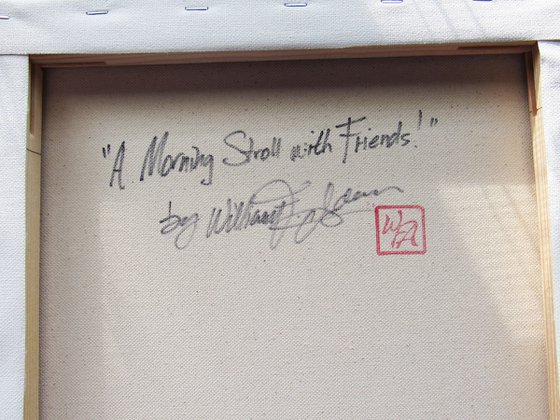 "A Morning Stroll with Friends!"
by William